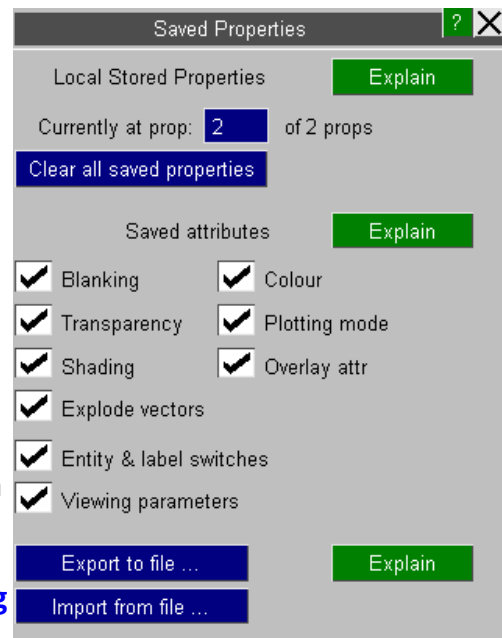 Saved Properties ? X
Local Stored Properties Explain
Currently at prop: 2 of 2 props
Clear all saved properties
Saved attributes Explain
Blanking Colour
Transparency Plotting mode
Shading Overlay attr
Explode vectors
Entity & label switches
Viewing parameters
Export to file ... Explain
g Import from file ...